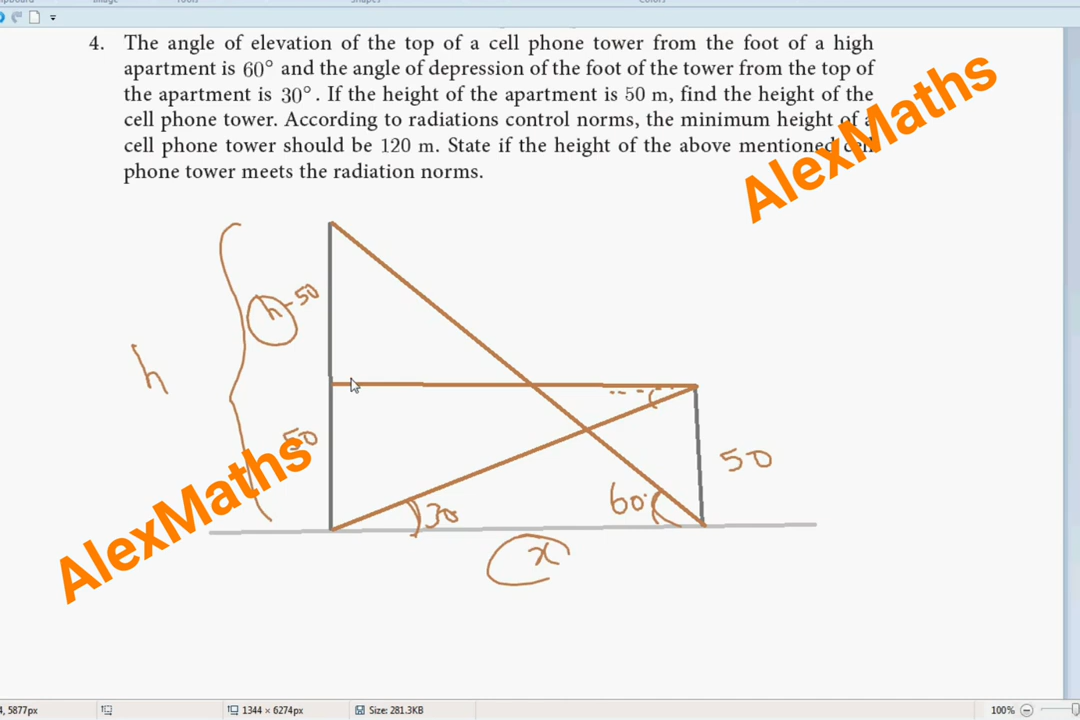 4. The angle of elevation of the top of a cell phone tower from the foot of a high
apartment is 60° and the angle of depression of the foot of the tower from the top of
the apartment is 30°. If the height of the apartment is 50 m, find the height of the
cell phone tower. According to radiations control norms, the minimum height of a
cell phone tower should be 120 m. State if the height of the above mentioned cell
phone tower meets the radiation norms.
AlexMaths
h-50
h
50
AlexMaths
50
60°
30
x
4, 5877px
1344 × 6274px
Size: 281.3KB
100%